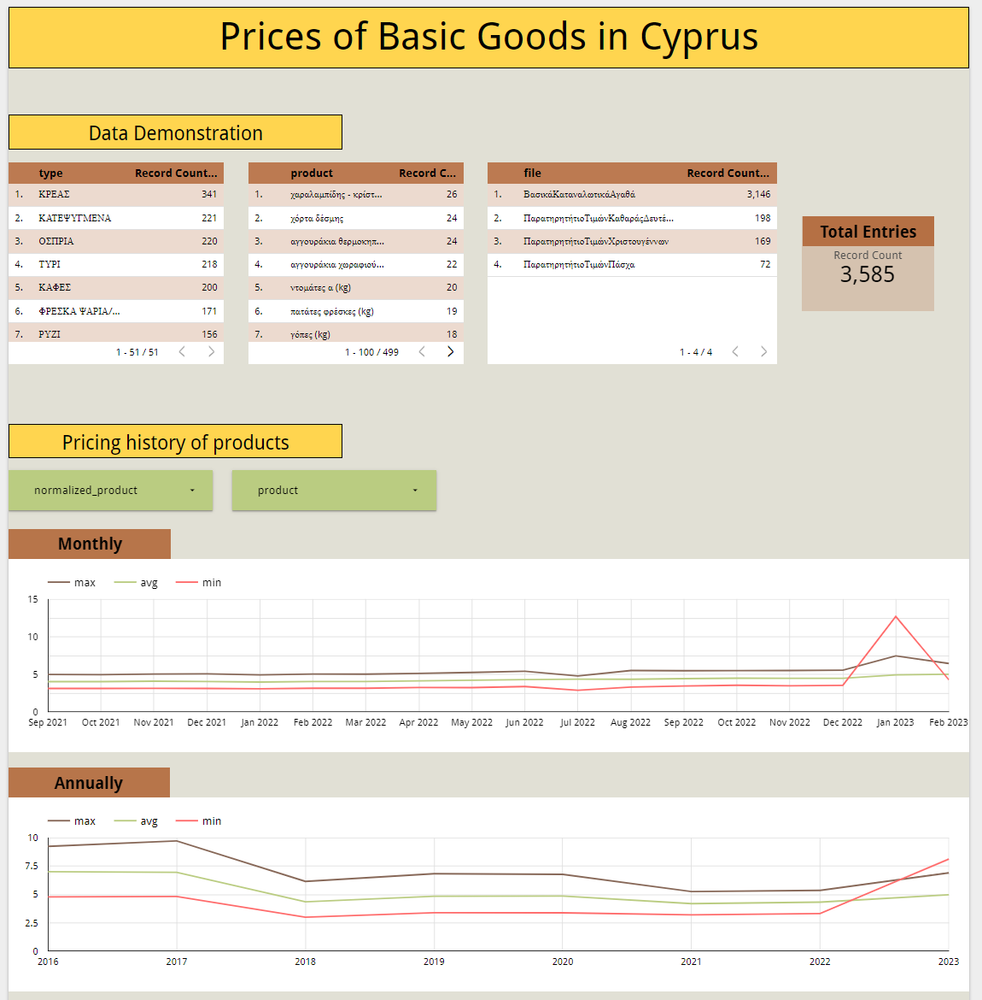 Prices of Basic Goods in Cyprus
Data Demonstration
type Record Count...
1. ΚΡΕΑΣ 341
2. ΚΑΤΕΨΥΓΜΕΝΑ 221
3. ΟΣΠΡΙΑ 220
4. ΤΥΡΙ 218
5. ΚΑΦΕΣ 200
6. ΦΡΕΣΚΑ ΨΑΡΙΑ/... 171
7. ΡΥΖΙ 156
1 - 51 / 51
product Record C...
1. χαραλαμπίδης - κρίστ... 26
2. χόρτα δέσμης 24
3. αγγουράκια θερμοκηπ... 24
4. αγγουράκια χωραφιού... 22
5. ντομάτες α (kg) 20
6. πατάτες φρέσκες (kg) 19
7. γόπες (kg) 18
1 - 100 / 499
file Record Count...
1. ΒασικάΚαταναλωτικάΑγαθά 3,146
2. ΠαρατηρητήτιοΤιμώνΚαθαράςΔευτέ... 198
3. ΠαρατηρητήτιοΤιμώνΧριστουγέννων 169
4. ΠαρατηρητήτιοΤιμώνΠάσχα 72
1 - 4 / 4
Total Entries
Record Count
3,585
Pricing history of products
normalized_product
product
Monthly
max avg min
15
10
5
0
Sep 2021 Oct 2021 Nov 2021 Dec 2021 Jan 2022 Feb 2022 Mar 2022 Apr 2022 May 2022 Jun 2022 Jul 2022 Aug 2022 Sep 2022 Oct 2022 Nov 2022 Dec 2022 Jan 2023 Feb 2023
Annually
max avg min
10
7.5
5
2.5
0
2016 2017 2018 2019 2020 2021 2022 2023